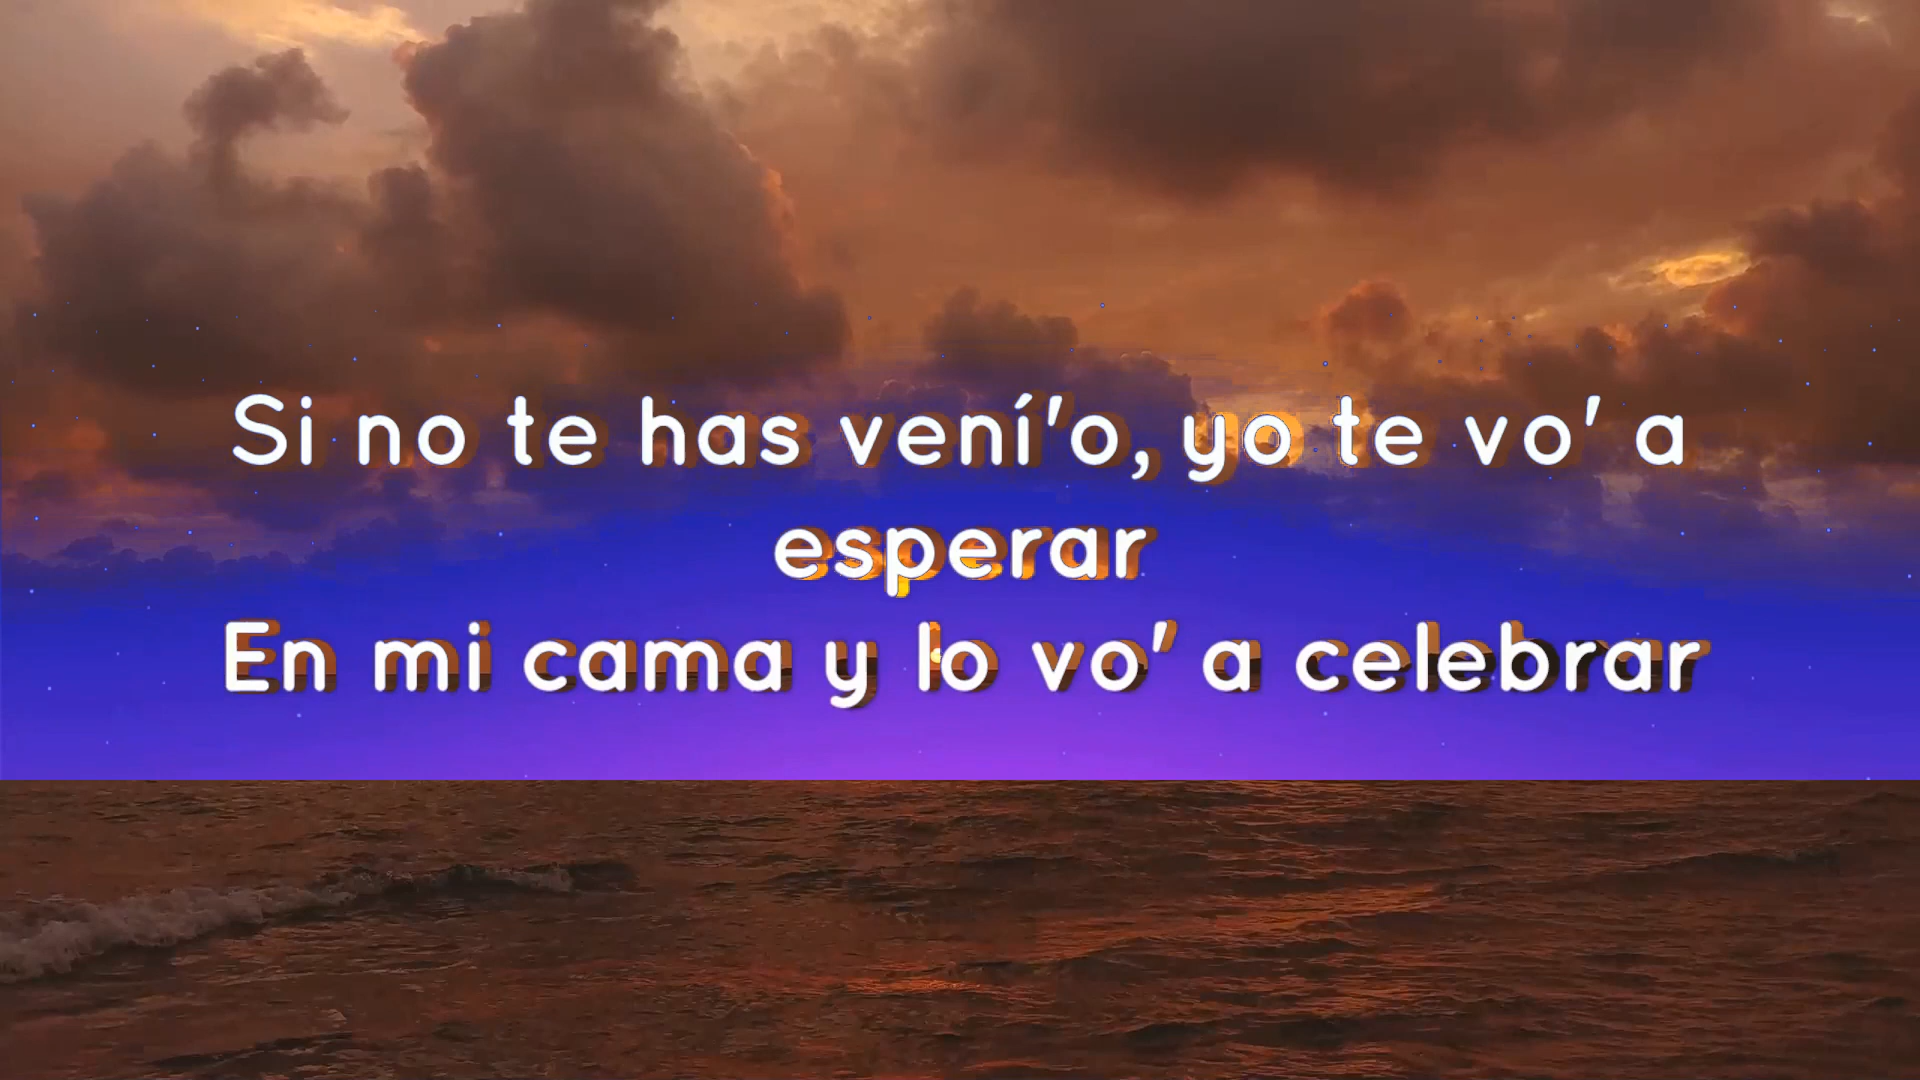 Si no te has vení'o, yo te vo' a
esperar
En mi cama y lo vo' a celebrar